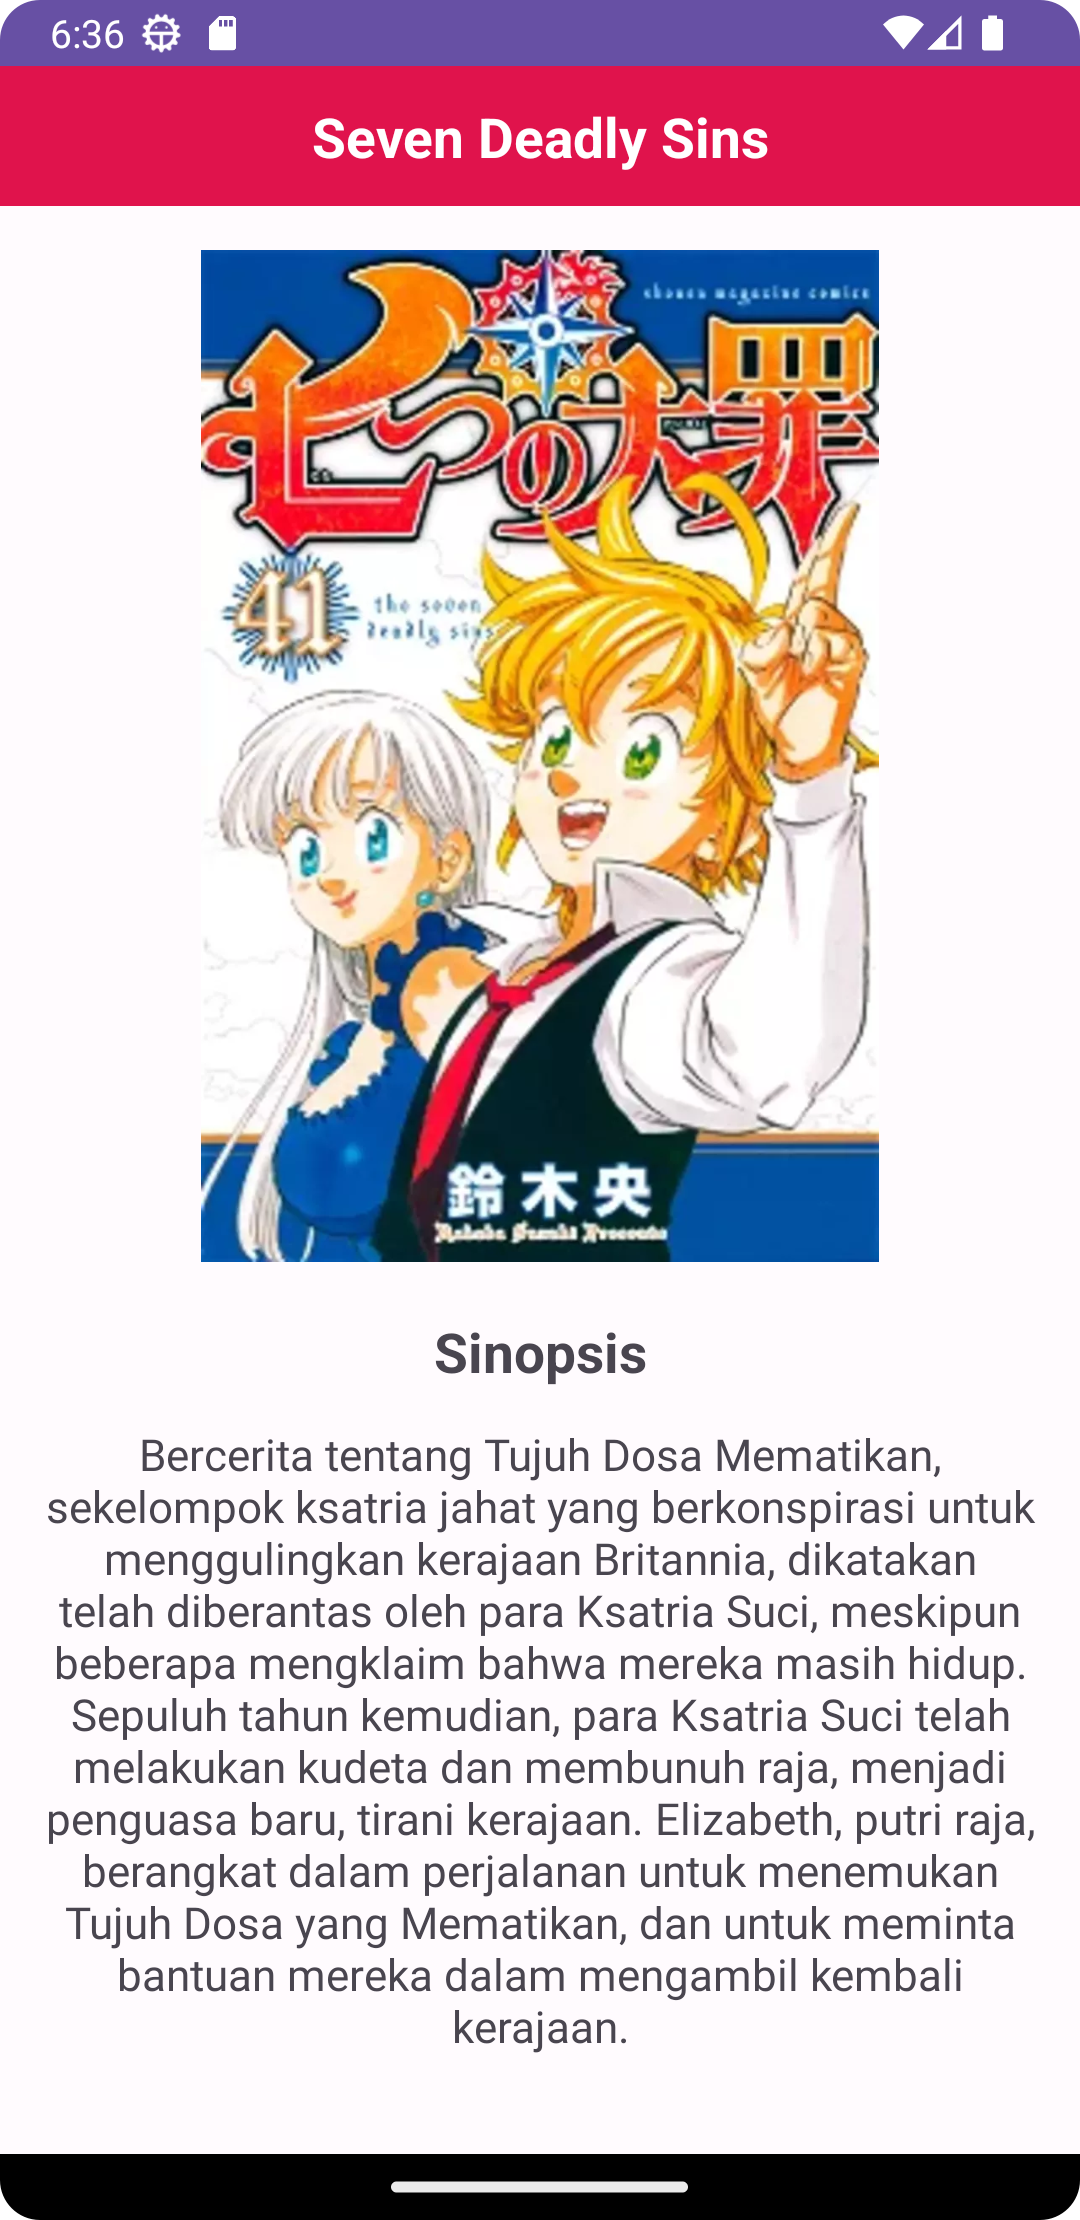 6:36
Seven Deadly Sins
shonen magazine comics
七つの大罪
41
the seven
deadly sins
鈴木央
Nakaba Suzuki Presents
Sinopsis
Bercerita tentang Tujuh Dosa Mematikan,
sekelompok ksatria jahat yang berkonspirasi untuk
menggulingkan kerajaan Britannia, dikatakan
telah diberantas oleh para Ksatria Suci, meskipun
beberapa mengklaim bahwa mereka masih hidup.
Sepuluh tahun kemudian, para Ksatria Suci telah
melakukan kudeta dan membunuh raja, menjadi
penguasa baru, tirani kerajaan. Elizabeth, putri raja,
berangkat dalam perjalanan untuk menemukan
Tujuh Dosa yang Mematikan, dan untuk meminta
bantuan mereka dalam mengambil kembali
kerajaan.